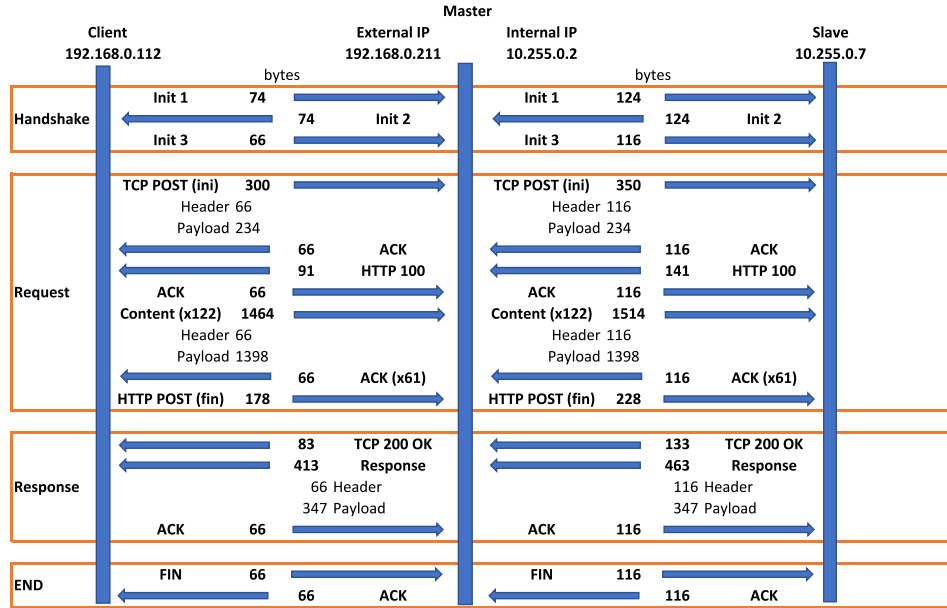 Master
Client External IP Internal IP Slave
192.168.0.112 192.168.0.211 10.255.0.2 10.255.0.7
bytes bytes
Init 1 74 Init 1 124
Handshake 74 Init 2 124 Init 2
Init 3 66 Init 3 116
TCP POST (ini) 300 TCP POST (ini) 350
Header 66 Header 116
Payload 234 Payload 234
66 ACK 116 ACK
91 HTTP 100 141 HTTP 100
Request ACK 66 ACK 116
Content (x122) 1464 Content (x122) 1514
Header 66 Header 116
Payload 1398 Payload 1398
66 ACK (x61) 116 ACK (x61)
HTTP POST (fin) 178 HTTP POST (fin) 228
83 TCP 200 OK 133 TCP 200 OK
413 Response 463 Response
Response 66 Header 116 Header
347 Payload 347 Payload
ACK 66 ACK 116
FIN 66 FIN 116
END 66 ACK 116 ACK